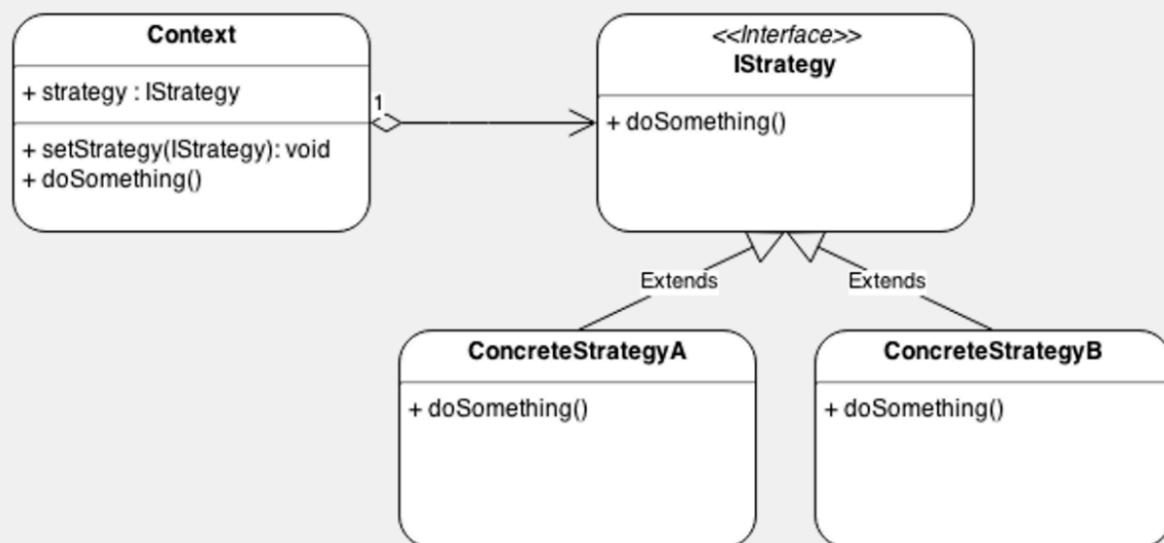 Context
+ strategy : IStrategy
+ setStrategy(IStrategy): void
+ doSomething()
1
<<Interface>>
IStrategy
+ doSomething()
Extends
Extends
ConcreteStrategyA
+ doSomething()
ConcreteStrategyB
+ doSomething()